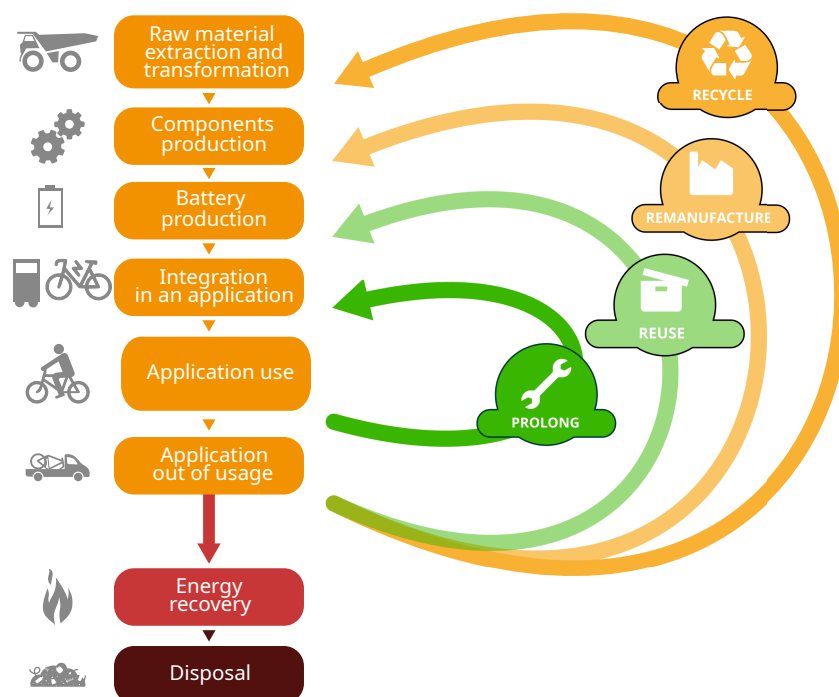 Raw material
extraction and
transformation
RECYCLE
Components
production
Battery
production
REMANUFACTURE
Integration
in an application
REUSE
Application use
PROLONG
Application
out of usage
Energy
recovery
Disposal